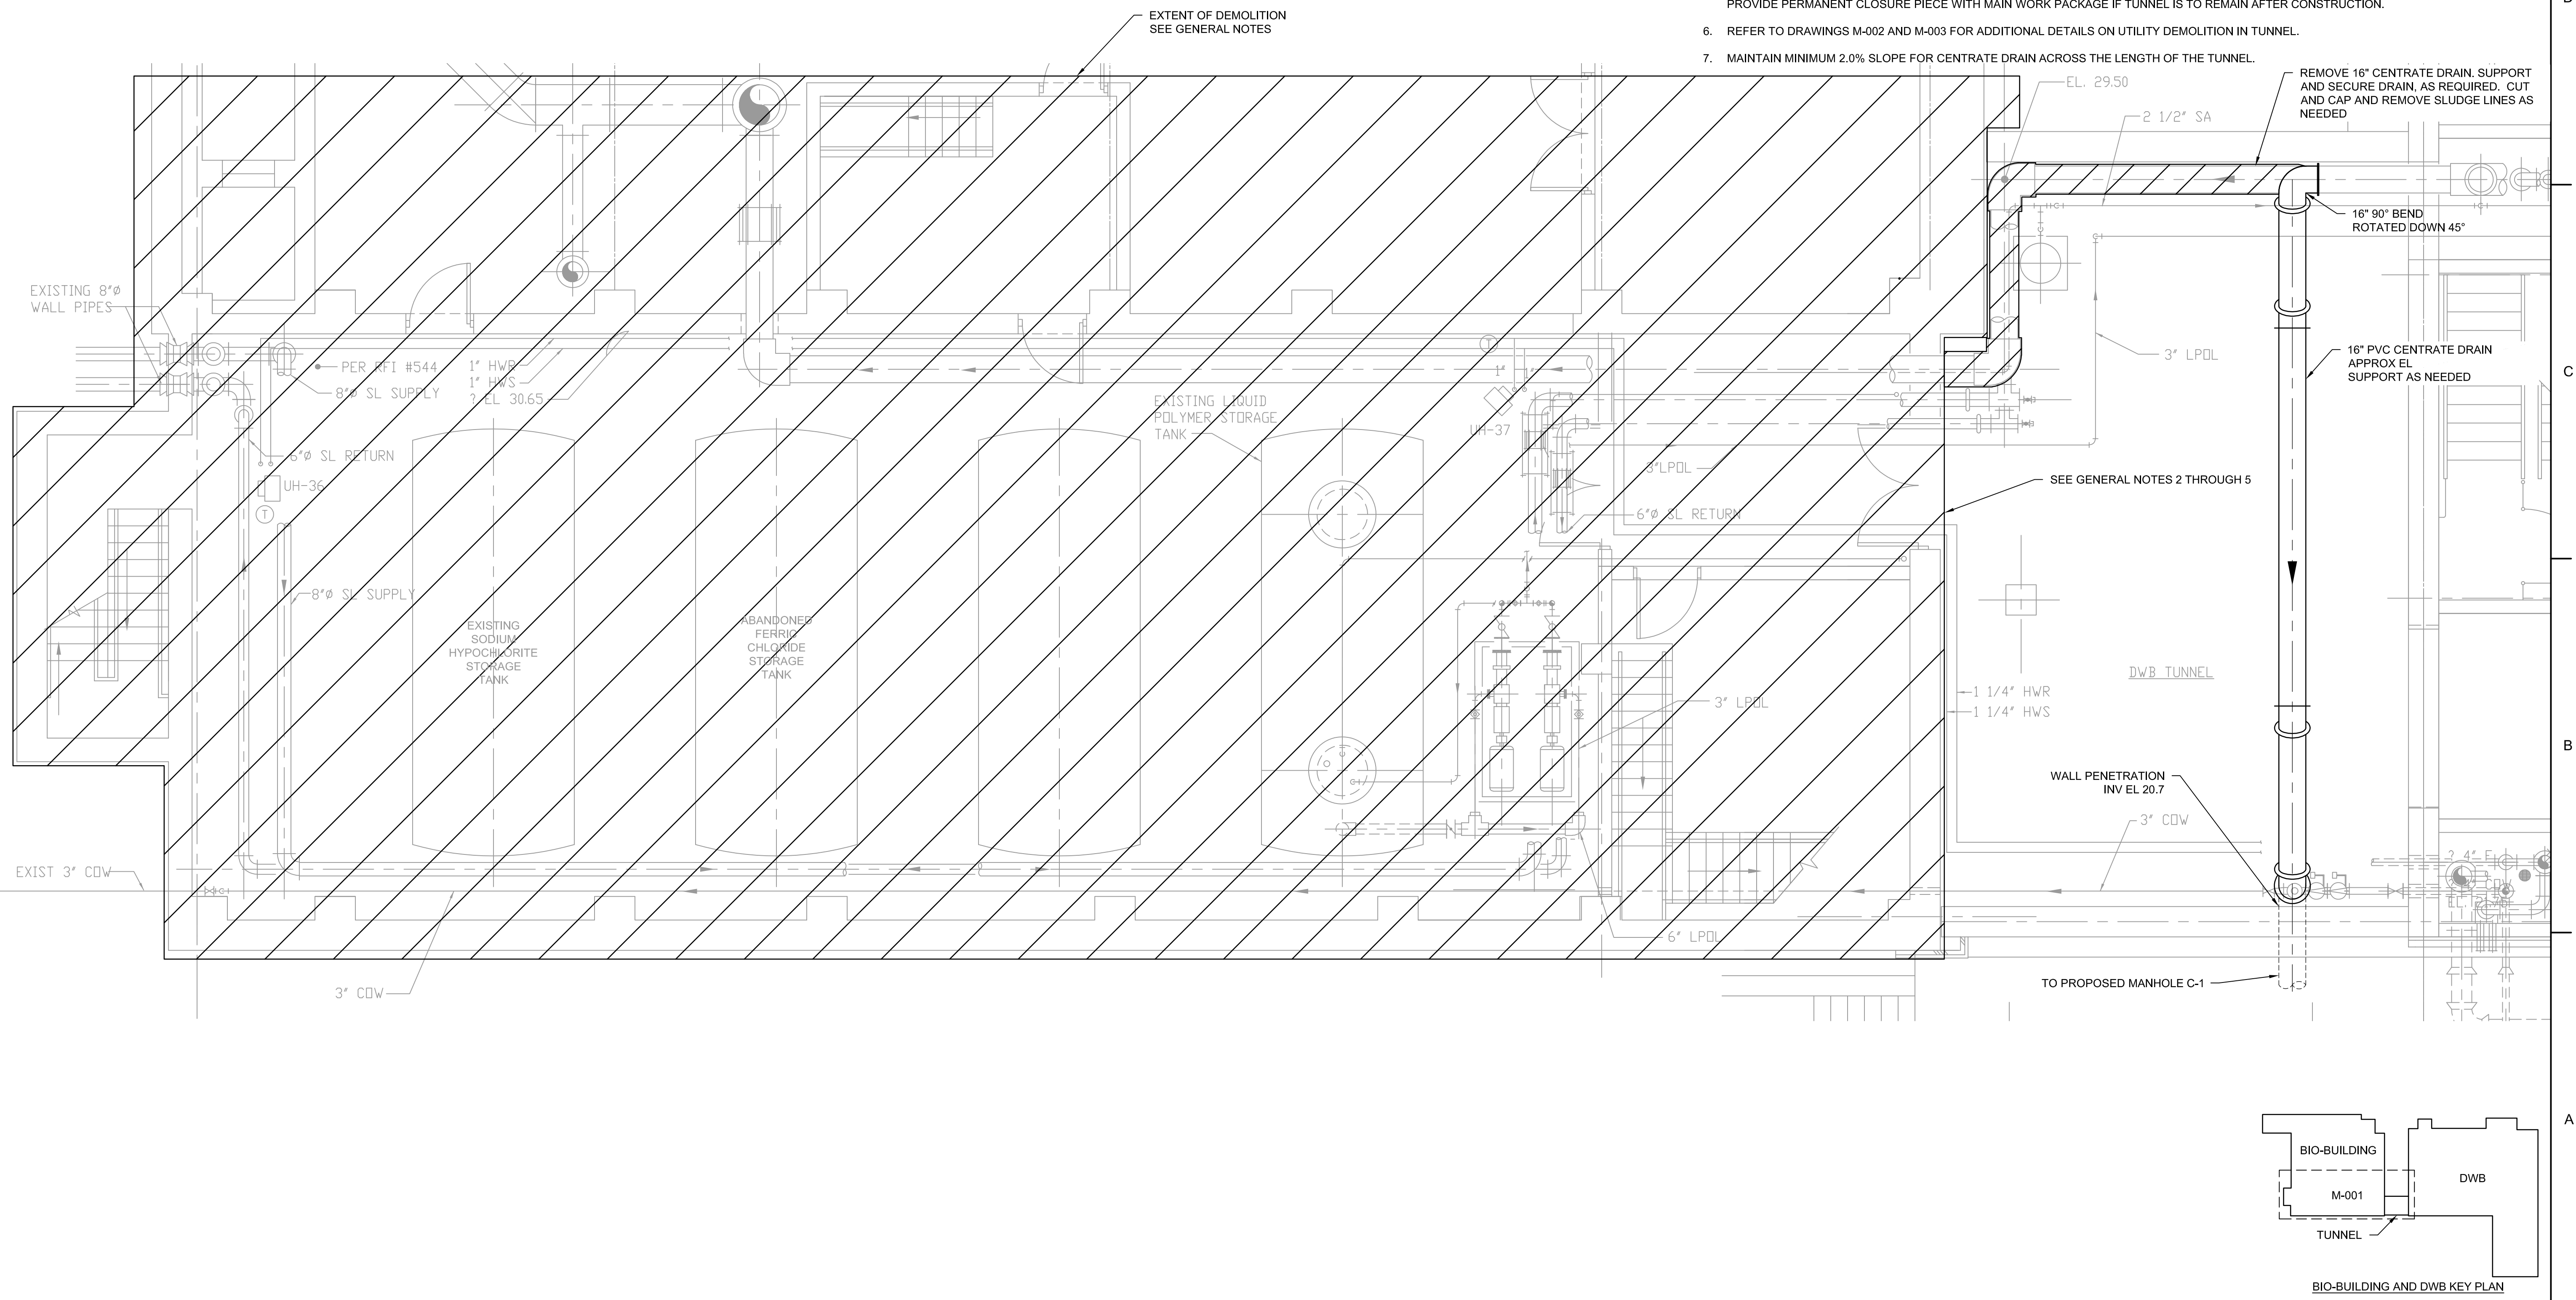 PROVIDE PERMANENT CLOSURE PIECE WITH MAIN WORK PACKAGE IF TUNNEL IS TO REMAIN AFTER CONSTRUCTION.
6. REFER TO DRAWINGS M-002 AND M-003 FOR ADDITIONAL DETAILS ON UTILITY DEMOLITION IN TUNNEL.
7. MAINTAIN MINIMUM 2.0% SLOPE FOR CENTRATE DRAIN ACROSS THE LENGTH OF THE TUNNEL.
EXTENT OF DEMOLITION
SEE GENERAL NOTES
EL. 29.50
REMOVE 16" CENTRATE DRAIN. SUPPORT
AND SECURE DRAIN, AS REQUIRED. CUT
AND CAP AND REMOVE SLUDGE LINES AS
NEEDED
2 1/2" SA
16" 90° BEND
ROTATED DOWN 45°
EXISTING 8"ø
WALL PIPES
PER RFI #544
8"ø SL SUPPLY
1" HWR
1" HWS
? EL 30.65
T
1"
3" LPOL
16" PVC CENTRATE DRAIN
APPROX EL
SUPPORT AS NEEDED
C
EXISTING LIQUID
POLYMER STORAGE
TANK
UH-37
6"ø SL RETURN
UH-36
T
3"LPOL
SEE GENERAL NOTES 2 THROUGH 5
6"ø SL RETURN
8"ø SL SUPPLY
EXISTING
SODIUM
HYPOCHLORITE
STORAGE
TANK
ABANDONED
FERRIC
CHLORIDE
STORAGE
TANK
3" LPOL
DWB TUNNEL
1 1/4" HWR
1 1/4" HWS
B
WALL PENETRATION
INV EL 20.7
3" COW
? 4" F
EXIST 3" COW
6" LPOL
3" COW
TO PROPOSED MANHOLE C-1
A
BIO-BUILDING
DWB
M-001
TUNNEL
BIO-BUILDING AND DWB KEY PLAN